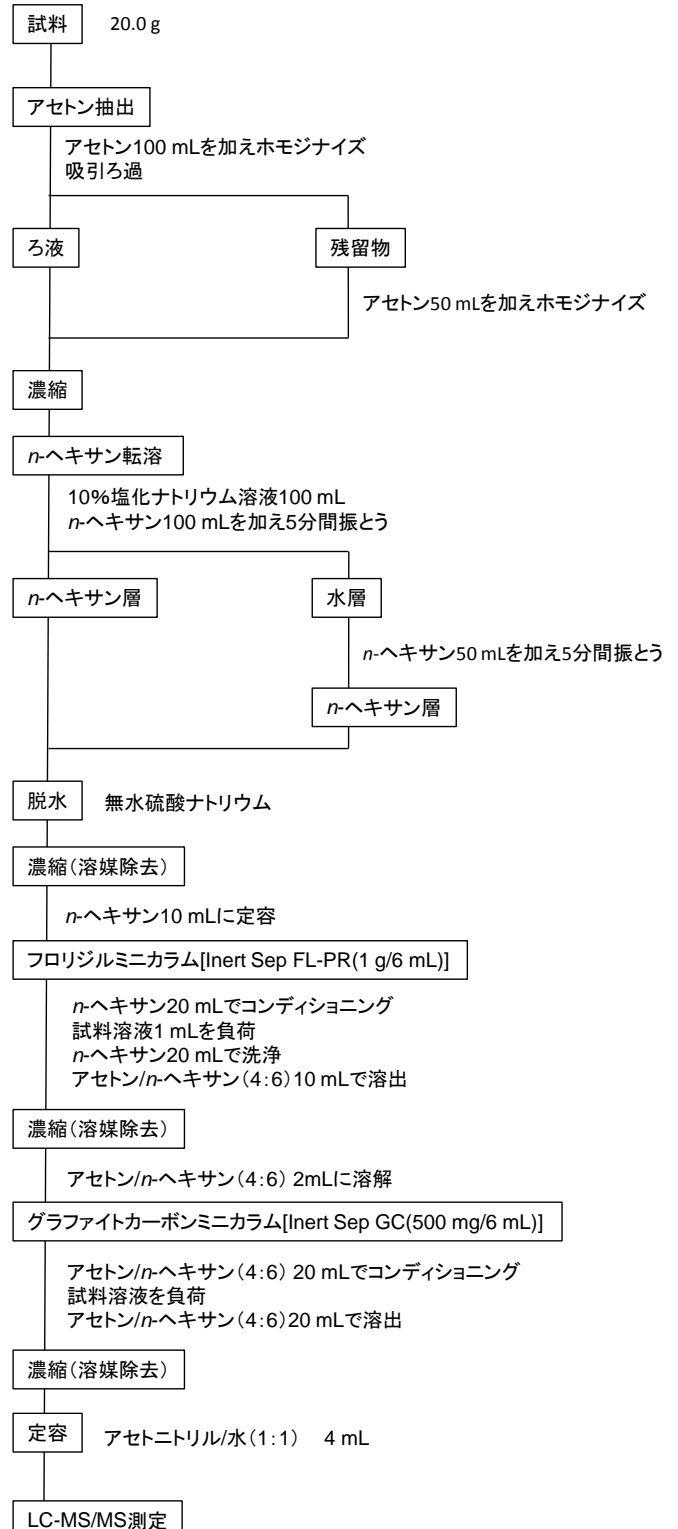 試料 20.0 g
アセトン抽出
アセトン100 mLを加えホモジナイズ
吸引ろ過
ろ液 残留物
アセトン50 mLを加えホモジナイズ
濃縮
n-ヘキサン転溶
10%塩化ナトリウム溶液100 mL
n-ヘキサン100 mLを加え5分間振とう
n-ヘキサン層 水層
n-ヘキサン50 mLを加え5分間振とう
n-ヘキサン層
脱水 無水硫酸ナトリウム
濃縮(溶媒除去)
n-ヘキサン10 mLに定容
フロリジルミニカラム[Inert Sep FL-PR(1 g/6 mL)]
n-ヘキサン20 mLでコンディショニング
試料溶液1 mLを負荷
n-ヘキサン20 mLで洗浄
アセトン/n-ヘキサン(4:6)10 mLで溶出
濃縮(溶媒除去)
アセトン/n-ヘキサン(4:6) 2mLに溶解
グラファイトカーボンミニカラム[Inert Sep GC(500 mg/6 mL)]
アセトン/n-ヘキサン(4:6) 20 mLでコンディショニング
試料溶液を負荷
アセトン/n-ヘキサン(4:6)20 mLで溶出
濃縮(溶媒除去)
定容 アセトニトリル/水(1:1) 4 mL
LC-MS/MS測定